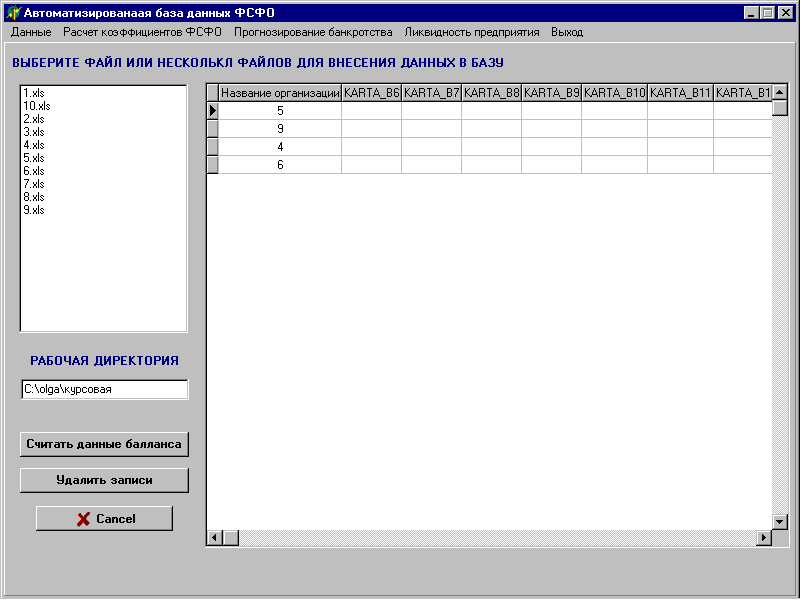 Автоматизированаая база данных ФСФО
Данные Расчет коэффициентов ФСФО Прогнозирование банкротства Ликвидность предприятия Выход
ВЫБЕРИТЕ ФАЙЛ ИЛИ НЕСКОЛЬКЛ ФАЙЛОВ ДЛЯ ВНЕСЕНИЯ ДАННЫХ В БАЗУ
1.xls
10.xls
2.xls
3.xls
4.xls
5.xls
6.xls
7.xls
8.xls
9.xls
Название организации KARTA_B6 KARTA_B7 KARTA_B8 KARTA_B9 KARTA_B10 KARTA_B11 KARTA_B1
5
9
4
6
РАБОЧАЯ ДИРЕКТОРИЯ
C:\olga\курсовая
Считать данные балланса
Удалить записи
Cancel